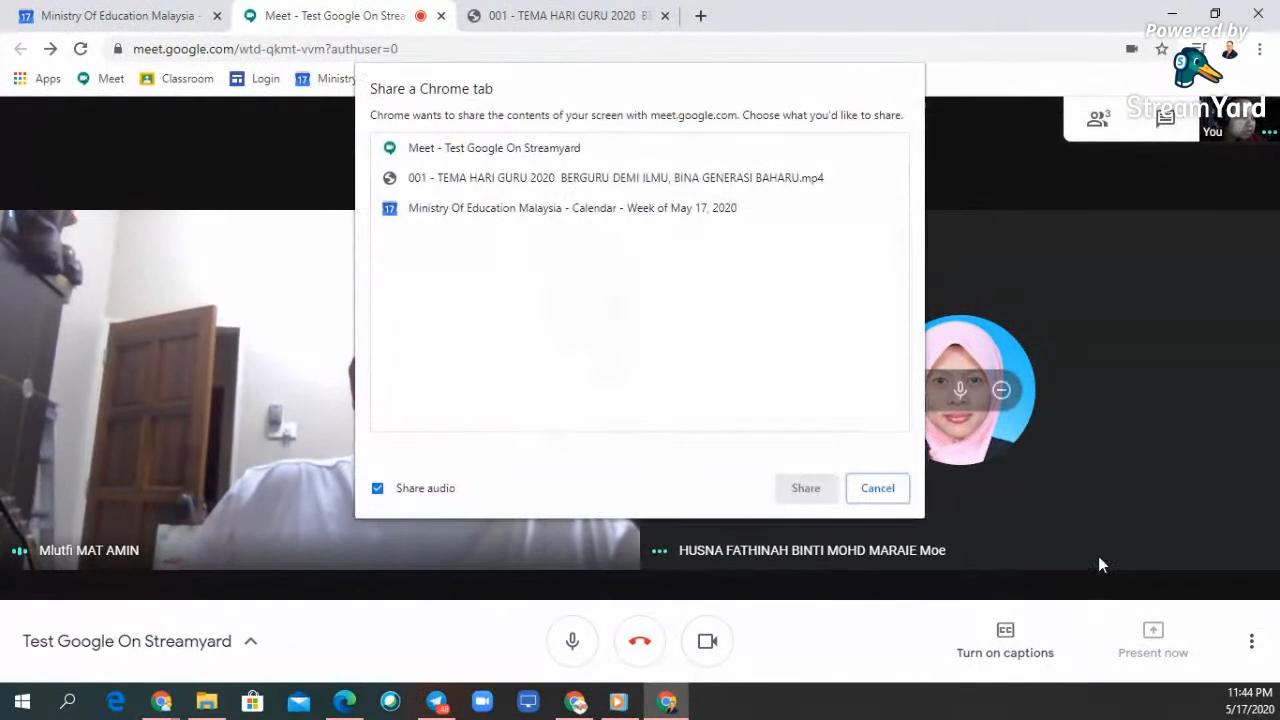 Ministry Of Education Malaysia -
Meet - Test Google On Strea
001 - TEMA HARI GURU 2020 BE
meet.google.com/wtd-qkmt-vvm?authuser=0
Powered by
StreamYard
Apps
Meet
Classroom
Login
17
Ministry
Share a Chrome tab
Chrome wants to share the contents of your screen with meet.google.com. Choose what you'd like to share.
Meet - Test Google On Streamyard
001 - TEMA HARI GURU 2020 BERGURU DEMI ILMU, BINA GENERASI BAHARU.mp4
17
Ministry Of Education Malaysia - Calendar - Week of May 17, 2020
3
You
Share audio
Share
Cancel
Mlutfi MAT AMIN
HUSNA FATHINAH BINTI MOHD MARAIE Moe
Test Google On Streamyard
CC
Turn on captions
Present now
48
11:44 PM
5/17/2020